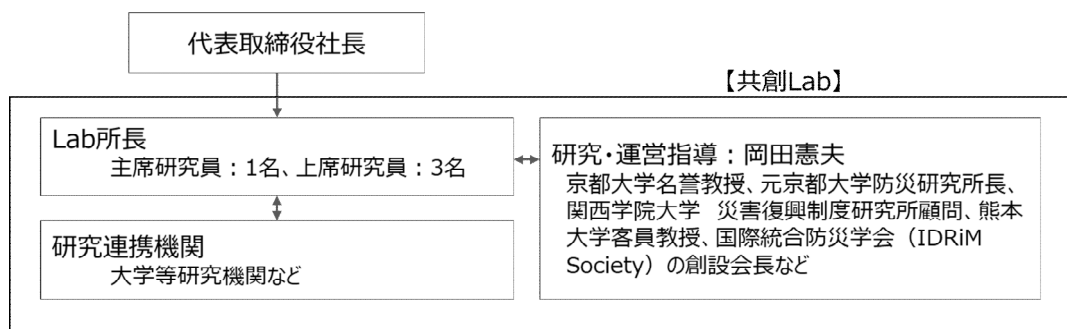 代表取締役社長
【共創Lab】
Lab所長
主席研究員：1名、上席研究員：3名
研究連携機関
大学等研究機関など
研究・運営指導：岡田憲夫
京都大学名誉教授、元京都大学防災研究所長、
関西学院大学　災害復興制度研究所顧問、熊本
大学客員教授、国際統合防災学会（IDRiM
Society）の創設会長など